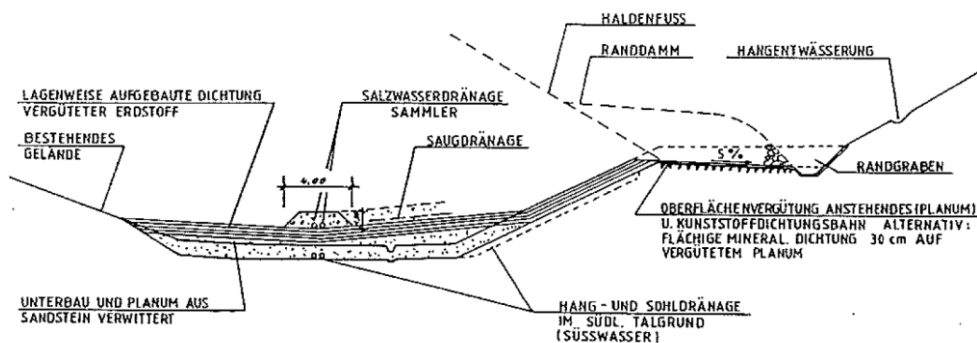 HALDENFUSS
RANDDAMM
HANGENTWÄSSERUNG
LAGENWEISE AUFGEBAUTE DICHTUNG
VERGÜTETER ERDSTOFF
SALZWASSERDRÄNAGE
SAMMLER
BESTEHENDES
GELÄNDE
SAUGDRÄNAGE
4,00
5%
RANDGRABEN
OBERFLÄCHENVERGÜTUNG ANSTEHENDES (PLANUM)
U. KUNSTSTOFFDICHTUNGSBAHN ALTERNATIV:
FLÄCHIGE MINERAL. DICHTUNG 30 cm AUF
VERGÜTETEM PLANUM
UNTERBAU UND PLANUM AUS
SANDSTEIN VERWITTERT
HANG- UND SOHLDRÄNAGE
IM SÜDL. TALGRUND
(SÜSSWASSER)